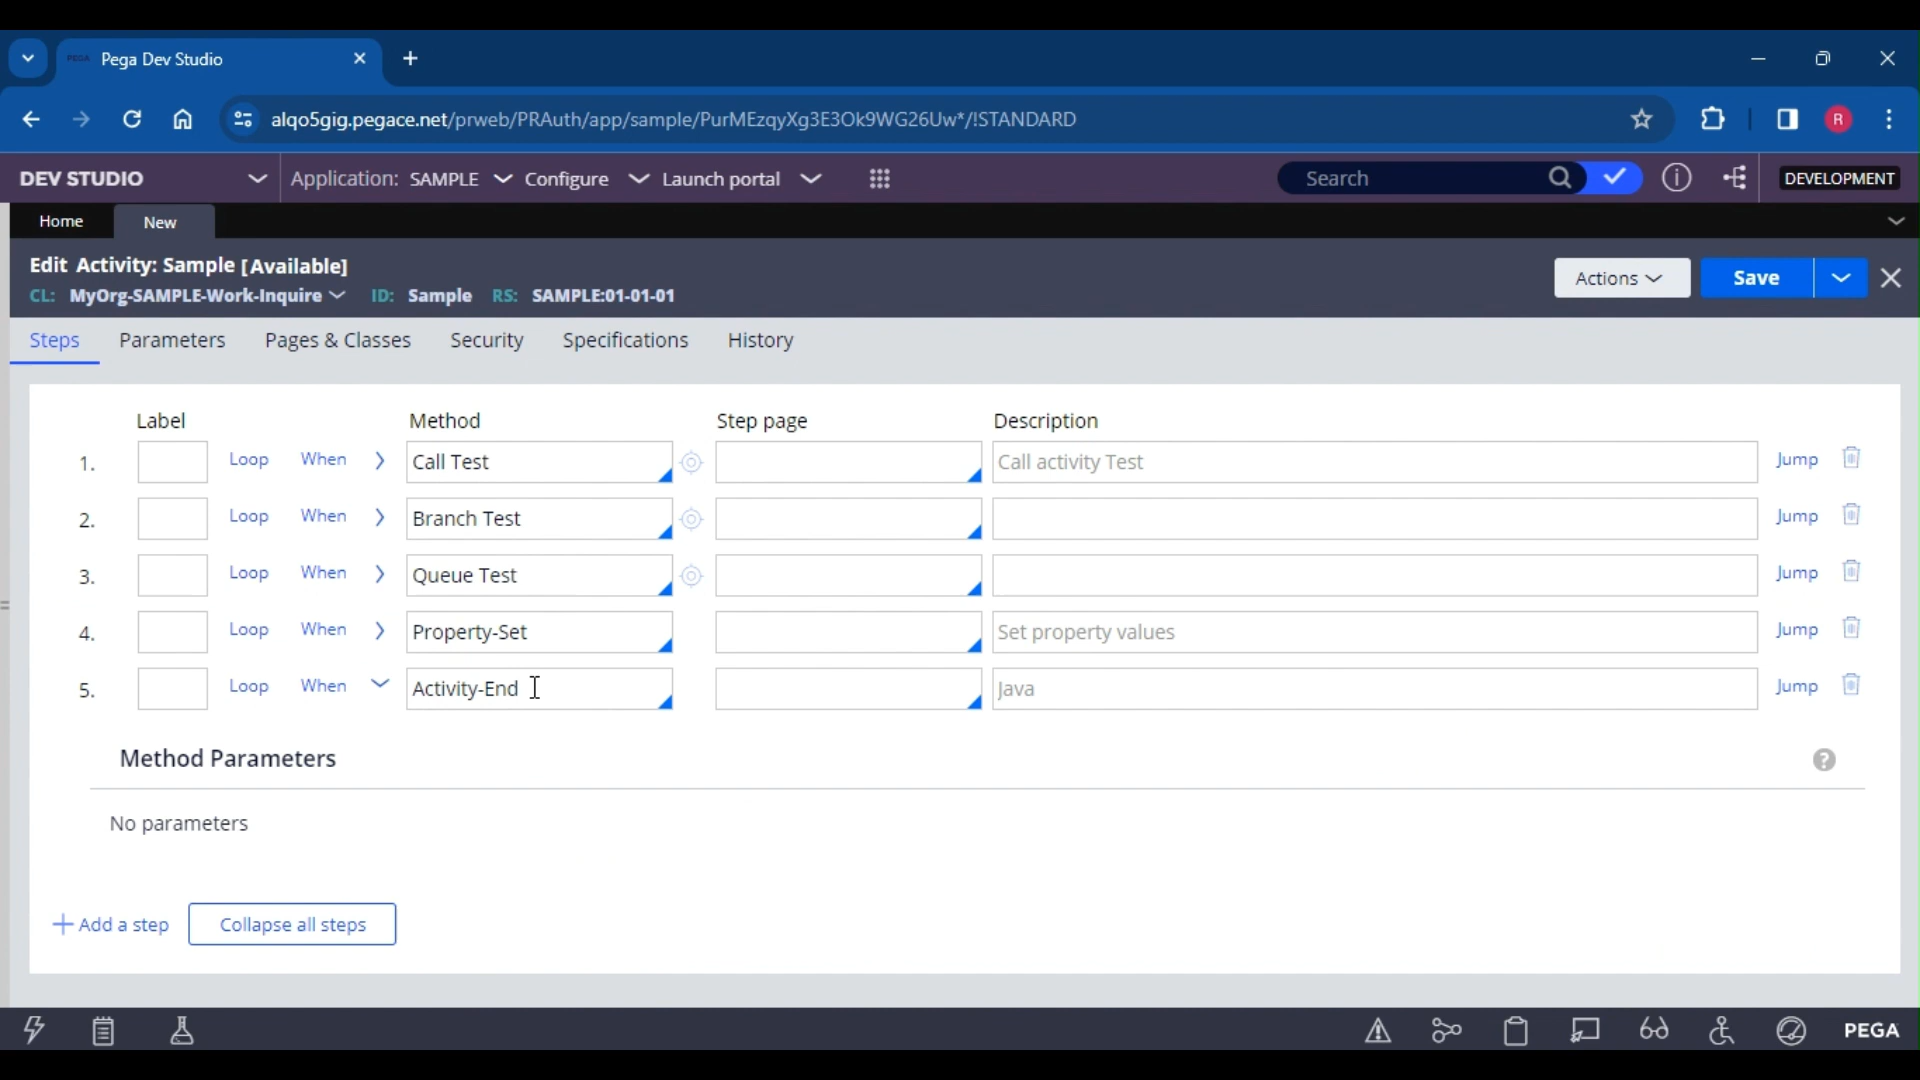 Pega Dev Studio
alqo5gig.pegace.net/prweb/PRAuth/app/sample/PurMEzqyXg3E3Ok9WG26Uw*/!STANDARD
R
DEV STUDIO Application: SAMPLE Configure Launch portal Search DEVELOPMENT
Home New
Edit Activity: Sample [Available]
CL: MyOrg-SAMPLE-Work-Inquire ID: Sample RS: SAMPLE:01-01-01
Actions Save
Steps Parameters Pages & Classes Security Specifications History
Label Method Step page Description
1. Loop When Call Test Call activity Test Jump
2. Loop When Branch Test Jump
3. Loop When Queue Test Jump
4. Loop When Property-Set Set property values Jump
5. Loop When Activity-End Java Jump
Method Parameters ?
No parameters
+ Add a step Collapse all steps
PEGA